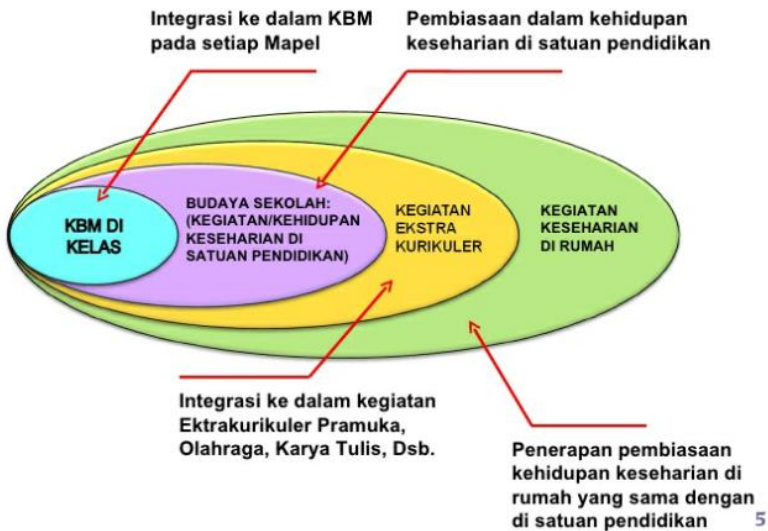 Integrasi ke dalam KBM
pada setiap Mapel
Pembiasaan dalam kehidupan
keseharian di satuan pendidikan
KBM DI
KELAS
BUDAYA SEKOLAH:
(KEGIATAN/KEHIDUPAN
KESEHARIAN DI
SATUAN PENDIDIKAN)
KEGIATAN
EKSTRA
KURIKULER
KEGIATAN
KESEHARIAN
DI RUMAH
Integrasi ke dalam kegiatan
Ektrakurikuler Pramuka,
Olahraga, Karya Tulis, Dsb.
Penerapan pembiasaan
kehidupan keseharian di
rumah yang sama dengan
di satuan pendidikan
5